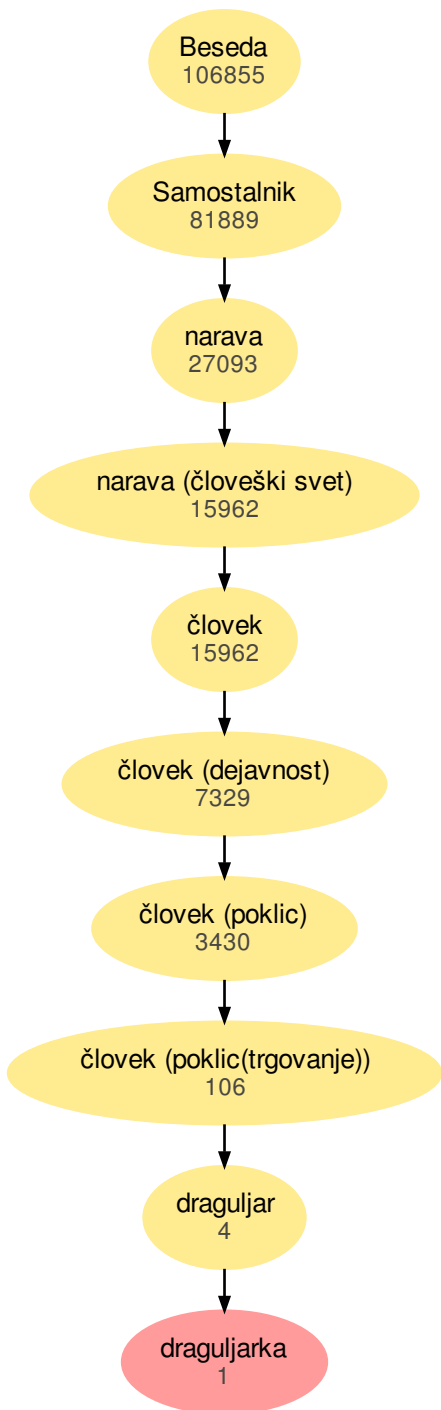 Beseda
106855
Samostalnik
81889
narava
27093
narava (človeški svet)
15962
človek
15962
človek (dejavnost)
7329
človek (poklic)
3430
človek (poklic(trgovanje))
106
draguljar
4
draguljarka
1